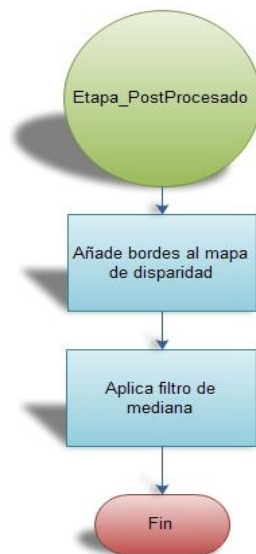 Etapa_PostProcesado
Añade bordes al mapa
de disparidad
Aplica filtro de
mediana
Fin